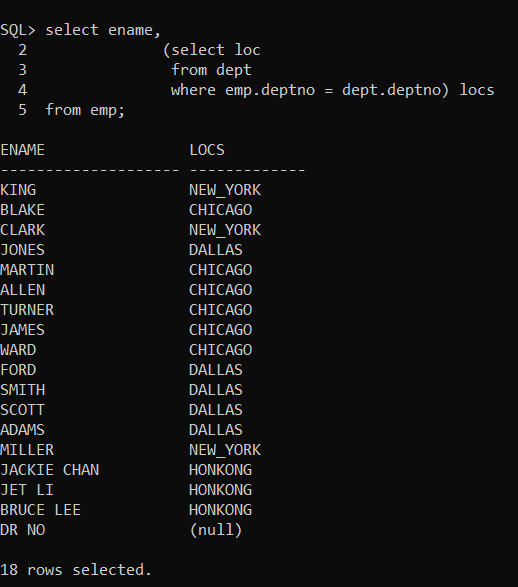 SQL> select ename,
  2               (select loc
  3                from dept
  4                where emp.deptno = dept.deptno) locs
  5  from emp;
ENAME                LOCS
-------------------- -------------
KING                 NEW_YORK
BLAKE                CHICAGO
CLARK                NEW_YORK
JONES                DALLAS
MARTIN               CHICAGO
ALLEN                CHICAGO
TURNER               CHICAGO
JAMES                CHICAGO
WARD                 CHICAGO
FORD                 DALLAS
SMITH                DALLAS
SCOTT                DALLAS
ADAMS                DALLAS
MILLER               NEW_YORK
JACKIE CHAN          HONKONG
JET LI               HONKONG
BRUCE LEE            HONKONG
DR NO                (null)
18 rows selected.